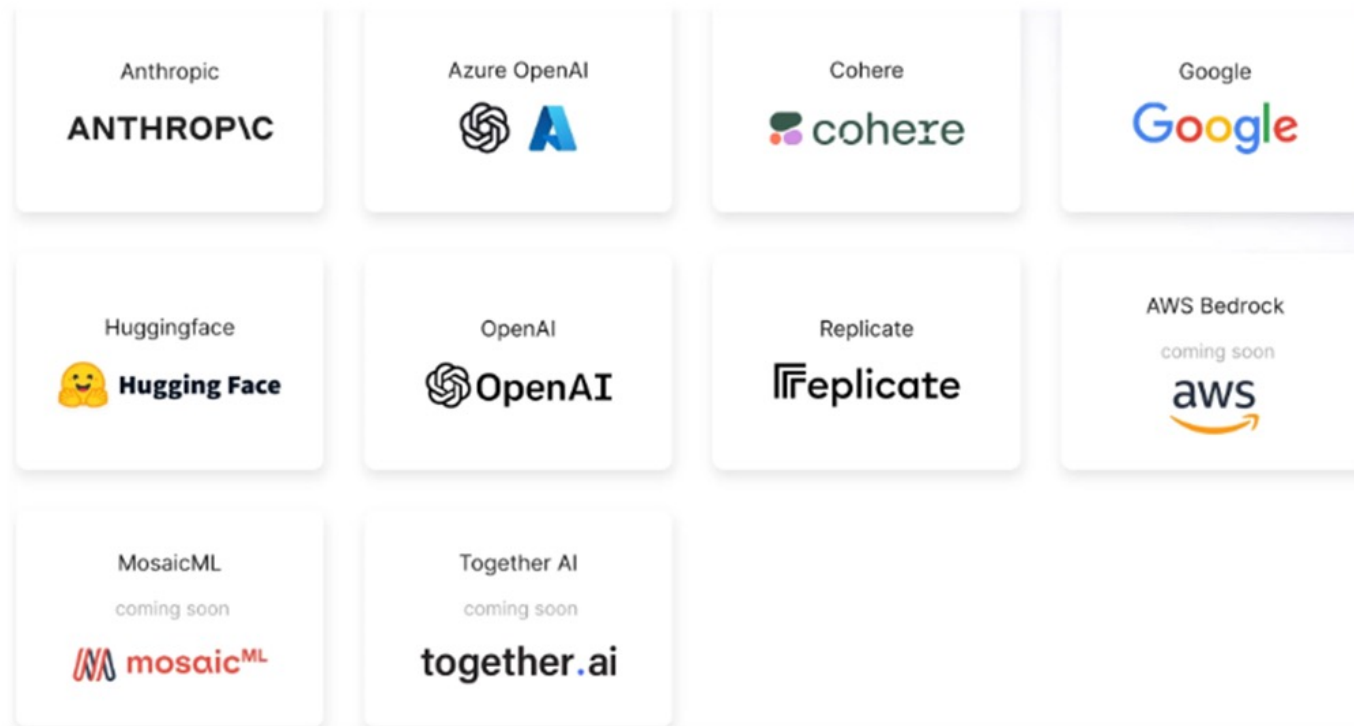 Anthropic
ANTHROP\C
Azure OpenAI
Cohere
cohere
Google
Google
Huggingface
Hugging Face
OpenAI
OpenAI
Replicate
replicate
AWS Bedrock
coming soon
aws
MosaicML
coming soon
mosaicML
Together AI
coming soon
together.ai